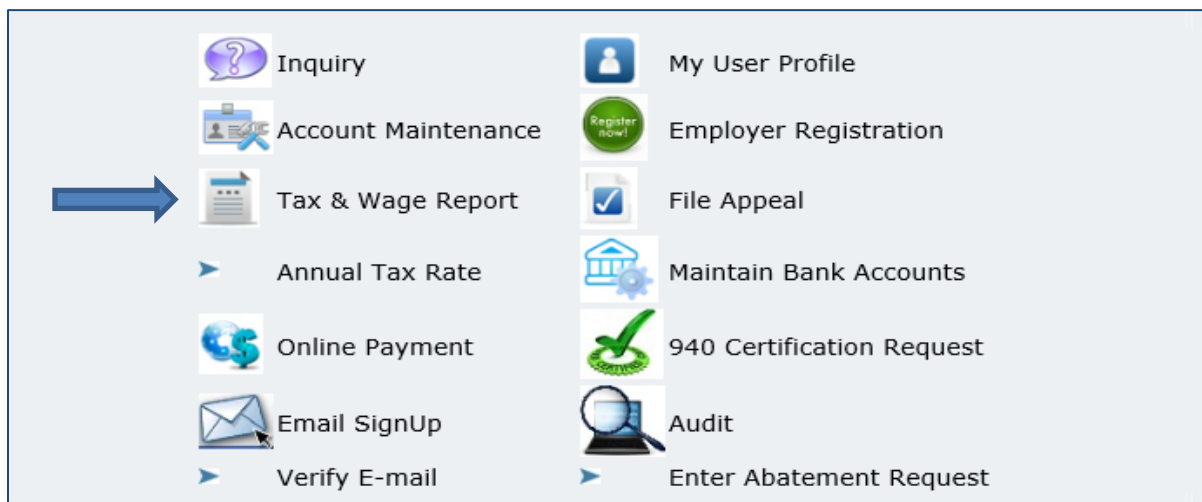 Inquiry
My User Profile
Account Maintenance
Register now!
Employer Registration
Tax & Wage Report
File Appeal
Annual Tax Rate
Maintain Bank Accounts
Online Payment
940 Certification Request
Email SignUp
Audit
Verify E-mail
Enter Abatement Request